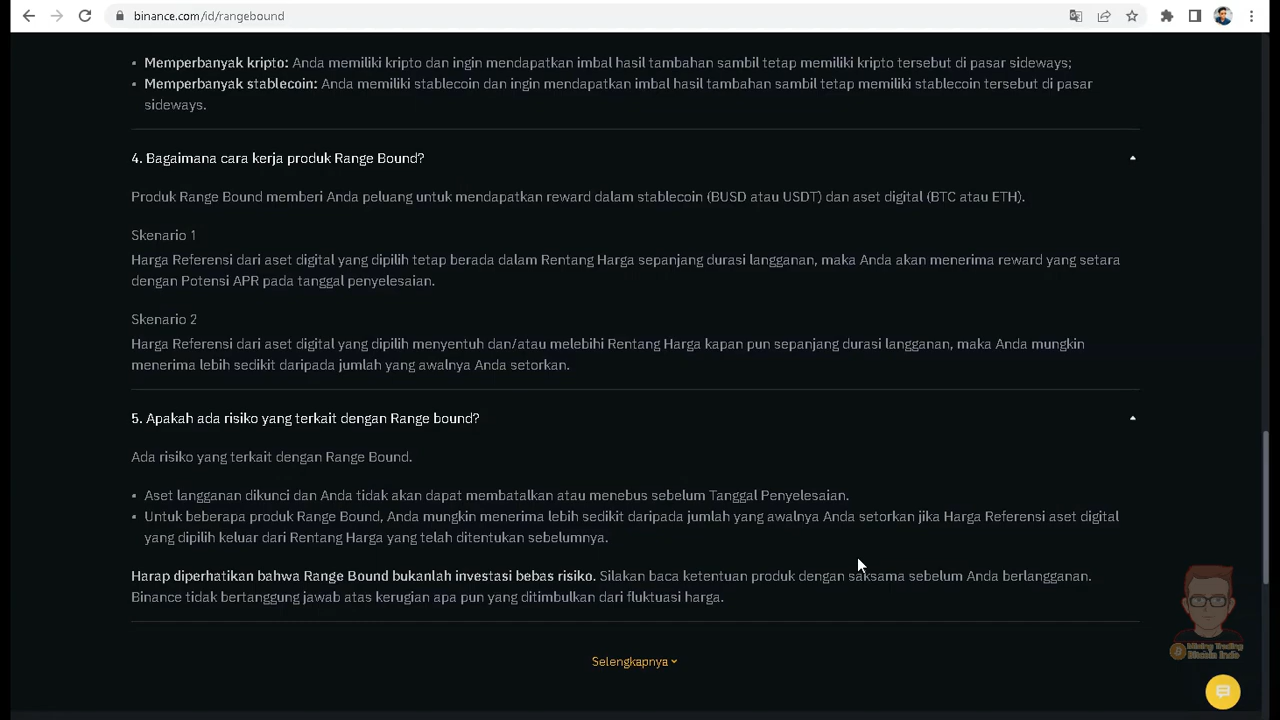 binance.com/id/rangebound
Memperbanyak kripto: Anda memiliki kripto dan ingin mendapatkan imbal hasil tambahan sambil tetap memiliki kripto tersebut di pasar sideways;
Memperbanyak stablecoin: Anda memiliki stablecoin dan ingin mendapatkan imbal hasil tambahan sambil tetap memiliki stablecoin tersebut di pasar
sideways.
4. Bagaimana cara kerja produk Range Bound?
Produk Range Bound memberi Anda peluang untuk mendapatkan reward dalam stablecoin (BUSD atau USDT) dan aset digital (BTC atau ETH).
Skenario 1
Harga Referensi dari aset digital yang dipilih tetap berada dalam Rentang Harga sepanjang durasi langganan, maka Anda akan menerima reward yang setara
dengan Potensi APR pada tanggal penyelesaian.
Skenario 2
Harga Referensi dari aset digital yang dipilih menyentuh dan/atau melebihi Rentang Harga kapan pun sepanjang durasi langganan, maka Anda mungkin
menerima lebih sedikit daripada jumlah yang awalnya Anda setorkan.
5. Apakah ada risiko yang terkait dengan Range bound?
Ada risiko yang terkait dengan Range Bound.
Aset langganan dikunci dan Anda tidak akan dapat membatalkan atau menebus sebelum Tanggal Penyelesaian.
Untuk beberapa produk Range Bound, Anda mungkin menerima lebih sedikit daripada jumlah yang awalnya Anda setorkan jika Harga Referensi aset digital
yang dipilih keluar dari Rentang Harga yang telah ditentukan sebelumnya.
Harap diperhatikan bahwa Range Bound bukanlah investasi bebas risiko. Silakan baca ketentuan produk dengan saksama sebelum Anda berlangganan.
Binance tidak bertanggung jawab atas kerugian apa pun yang ditimbulkan dari fluktuasi harga.
Mining Trading
Bitcoin Indo
Selengkapnya